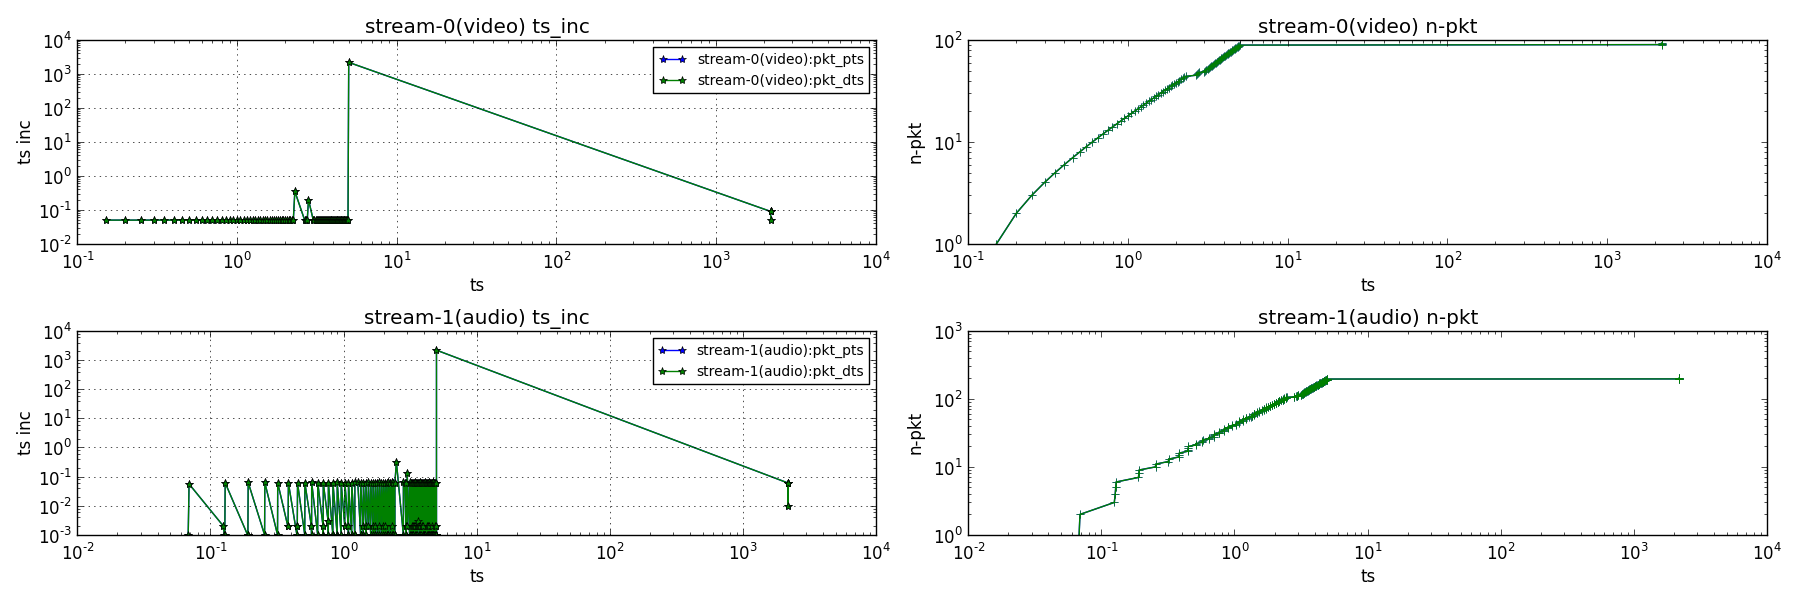 stream-0(video) ts_inc
10^4
10^3
10^2
10^1
10^0
10^-1
10^-2
ts inc
stream-0(video):pkt_pts
stream-0(video):pkt_dts
10^-1 10^0 10^1 10^2 10^3 10^4
ts
stream-0(video) n-pkt
10^2
10^1
10^0
n-pkt
10^-1 10^0 10^1 10^2 10^3 10^4
ts
stream-1(audio) ts_inc
10^4
10^3
10^2
10^1
10^0
10^-1
10^-2
10^-3
ts inc
stream-1(audio):pkt_pts
stream-1(audio):pkt_dts
10^-2 10^-1 10^0 10^1 10^2 10^3 10^4
ts
stream-1(audio) n-pkt
10^3
10^2
10^1
10^0
n-pkt
10^-2 10^-1 10^0 10^1 10^2 10^3 10^4
ts